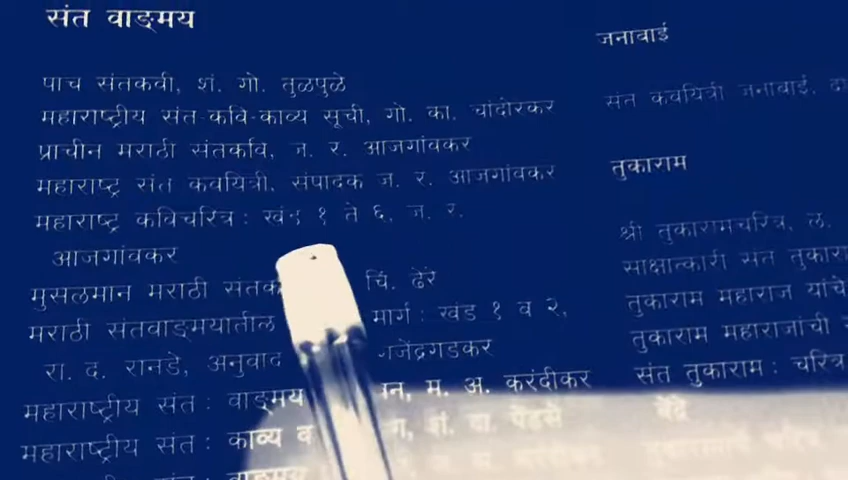 संत वाङ्मय
पाच संतकवी, शं. गो. तुळपुळे
महाराष्ट्रीय संत-कवि-काव्य सूची, गो. का. चांदोरकर
प्राचीन मराठी संतकवि, ज. र. आजगांवकर
महाराष्ट्र संत कवयित्री, संपादक ज. र. आजगांवकर
महाराष्ट्र कविचरित्र : खंड १ ते ६, ज. र.
आजगांवकर
मुसलमान मराठी चिं. ढेरे
मराठी संतवाङ्मयातील मार्ग : खंड १ व २,
रा. द. रानडे, अनुवाद गजेंद्रगडकर
महाराष्ट्रीय संत : वाङ्मय म. अ. करंदीकर
महाराष्ट्रीय संत : काव्य व शं. दा. पेंडसे
जनाबाई
संत कवयित्री जनाबाई,
तुकाराम
श्री तुकारामचरित्र, ल.
साक्षात्कारी संत
तुकाराम महाराज यांचे
तुकाराम महाराजांची
संत तुकाराम : चरित्र